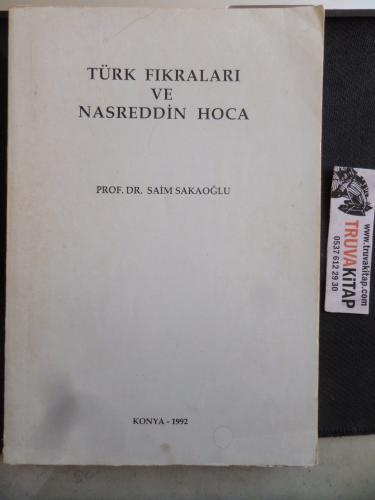 TÜRK FIKRALARI
VE
NASREDDİN HOCA
PROF. DR. SAİM SAKAOĞLU
KONYA - 1992
www.truvakitap.com
TRUVAKİTAP
0537 612 29 30